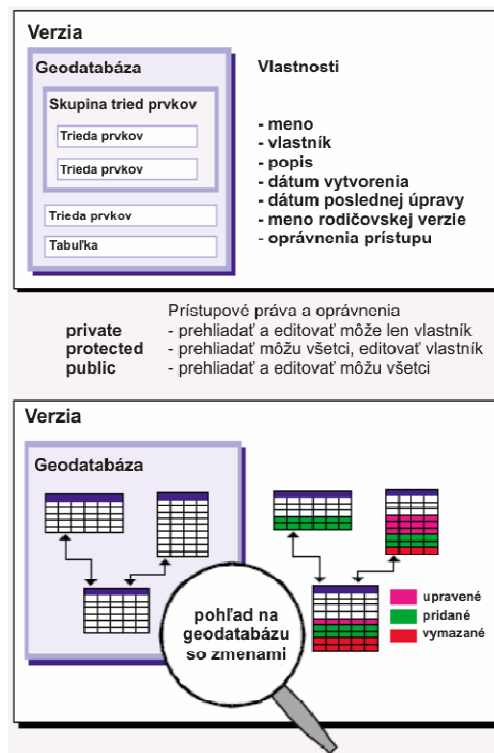 Verzia
Geodatabáza
Skupina tried prvkov
Trieda prvkov
Trieda prvkov
Trieda prvkov
Tabuľka
Vlastnosti
- meno
- vlastník
- popis
- dátum vytvorenia
- dátum poslednej úpravy
- meno rodičovskej verzie
- oprávnenia prístupu
Prístupové práva a oprávnenia
private - prehliadať a editovať môže len vlastník
protected - prehliadať môžu všetci, editovať vlastník
public - prehliadať a editovať môžu všetci
Verzia
Geodatabáza
pohľad na
geodatabázu
so zmenami
upravené
pridané
vymazané